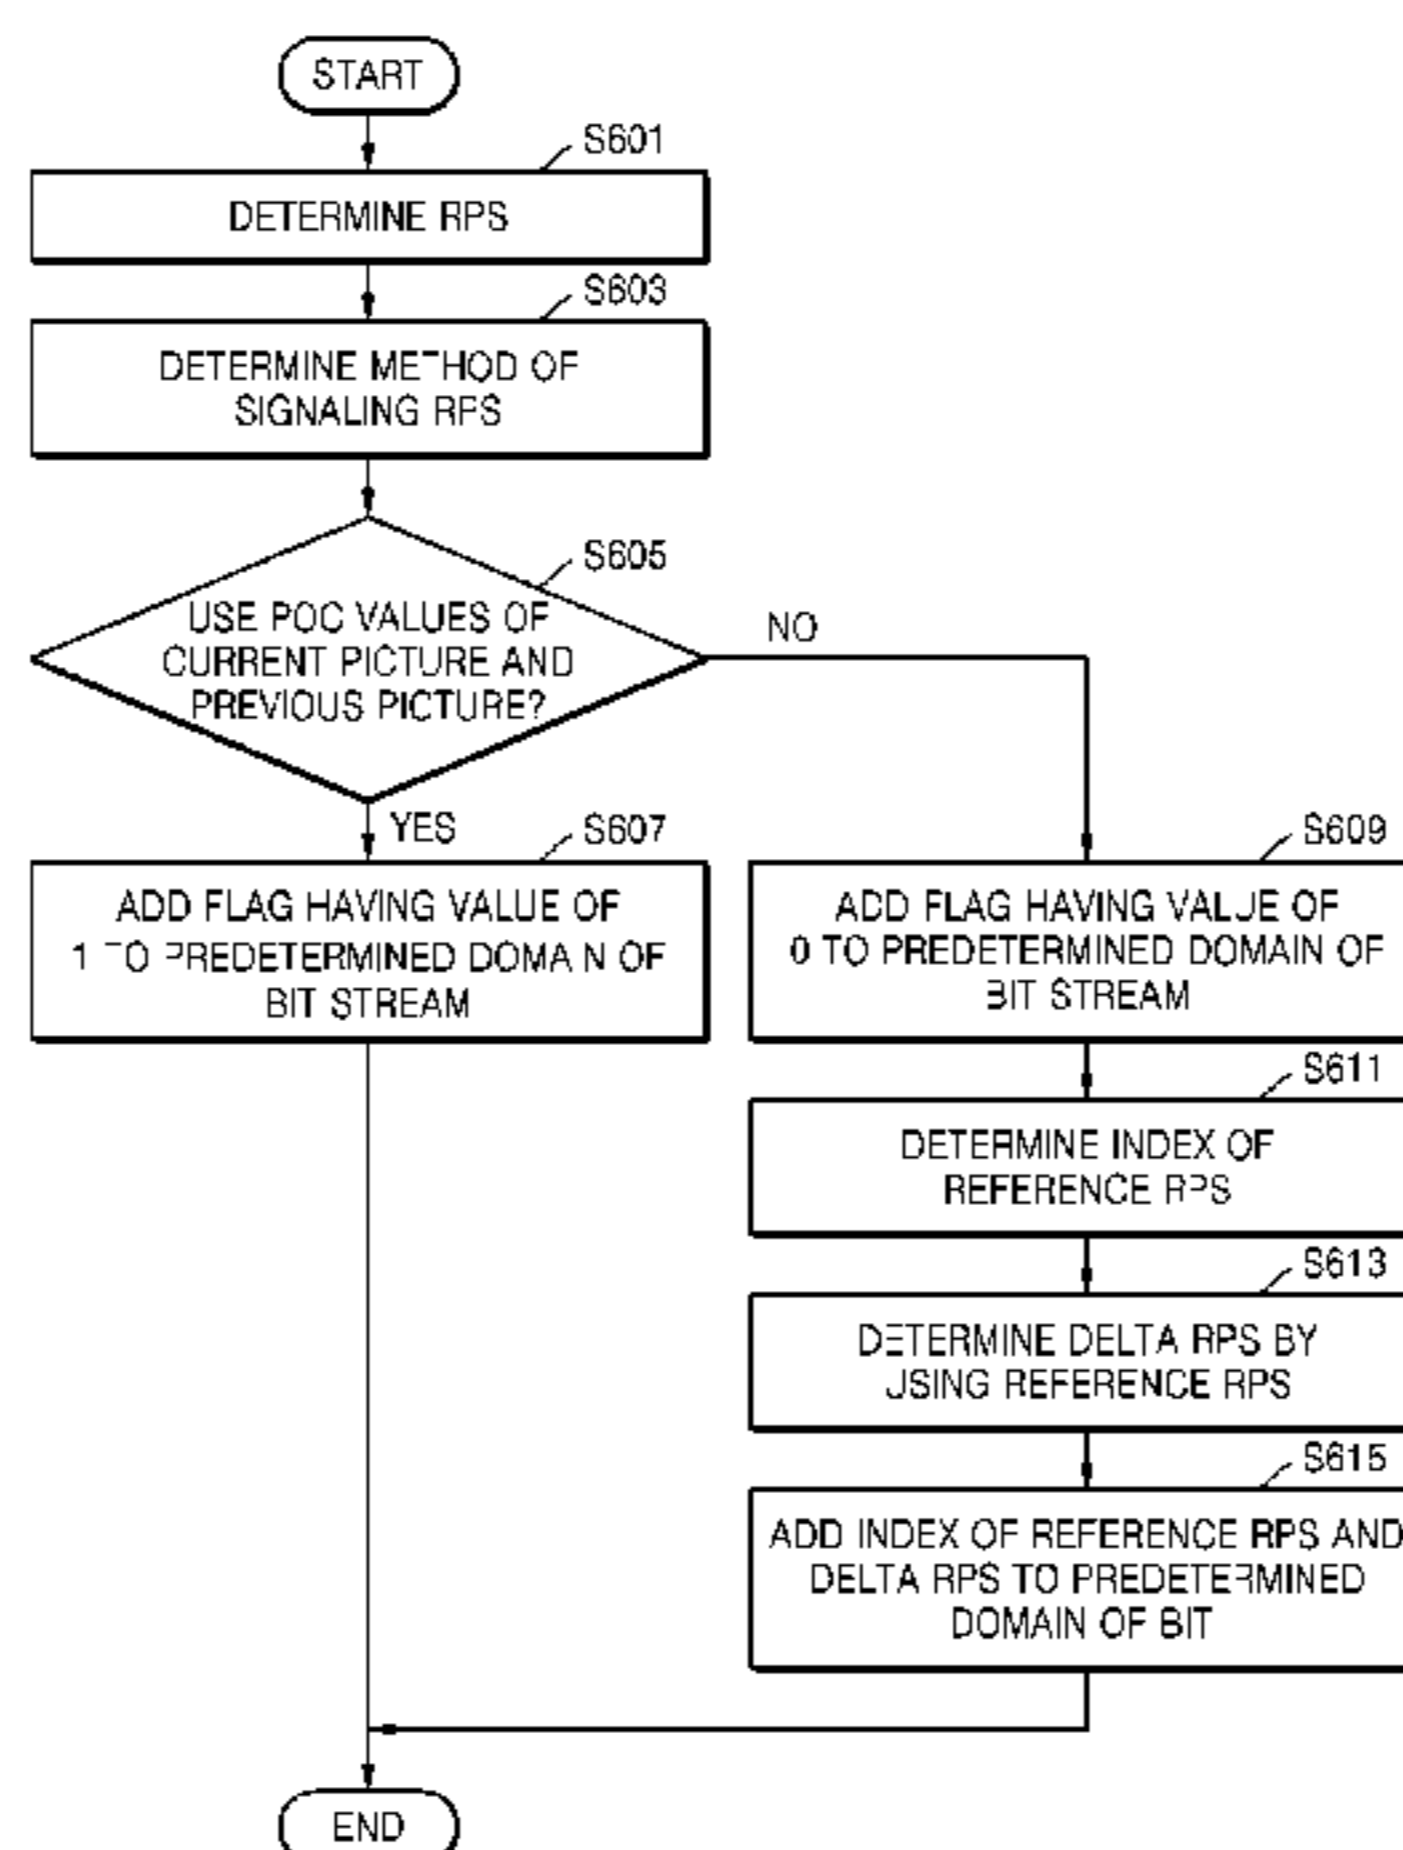 START
S601
DETERMINE RPS
S603
DETERMINE METHOD OF
SIGNALING RPS
S605
USE POC VALUES OF
CURRENT PICTURE AND
PREVIOUS PICTURE?
NO
YES
S607
ADD FLAG HAVING VALUE OF
1 TO PREDETERMINED DOMAIN OF
BIT STREAM
S609
ADD FLAG HAVING VALUE OF
0 TO PREDETERMINED DOMAIN OF
BIT STREAM
S611
DETERMINE INDEX OF
REFERENCE RPS
S613
DETERMINE DELTA RPS BY
USING REFERENCE RPS
S615
ADD INDEX OF REFERENCE RPS AND
DELTA RPS TO PREDETERMINED
DOMAIN OF BIT
END